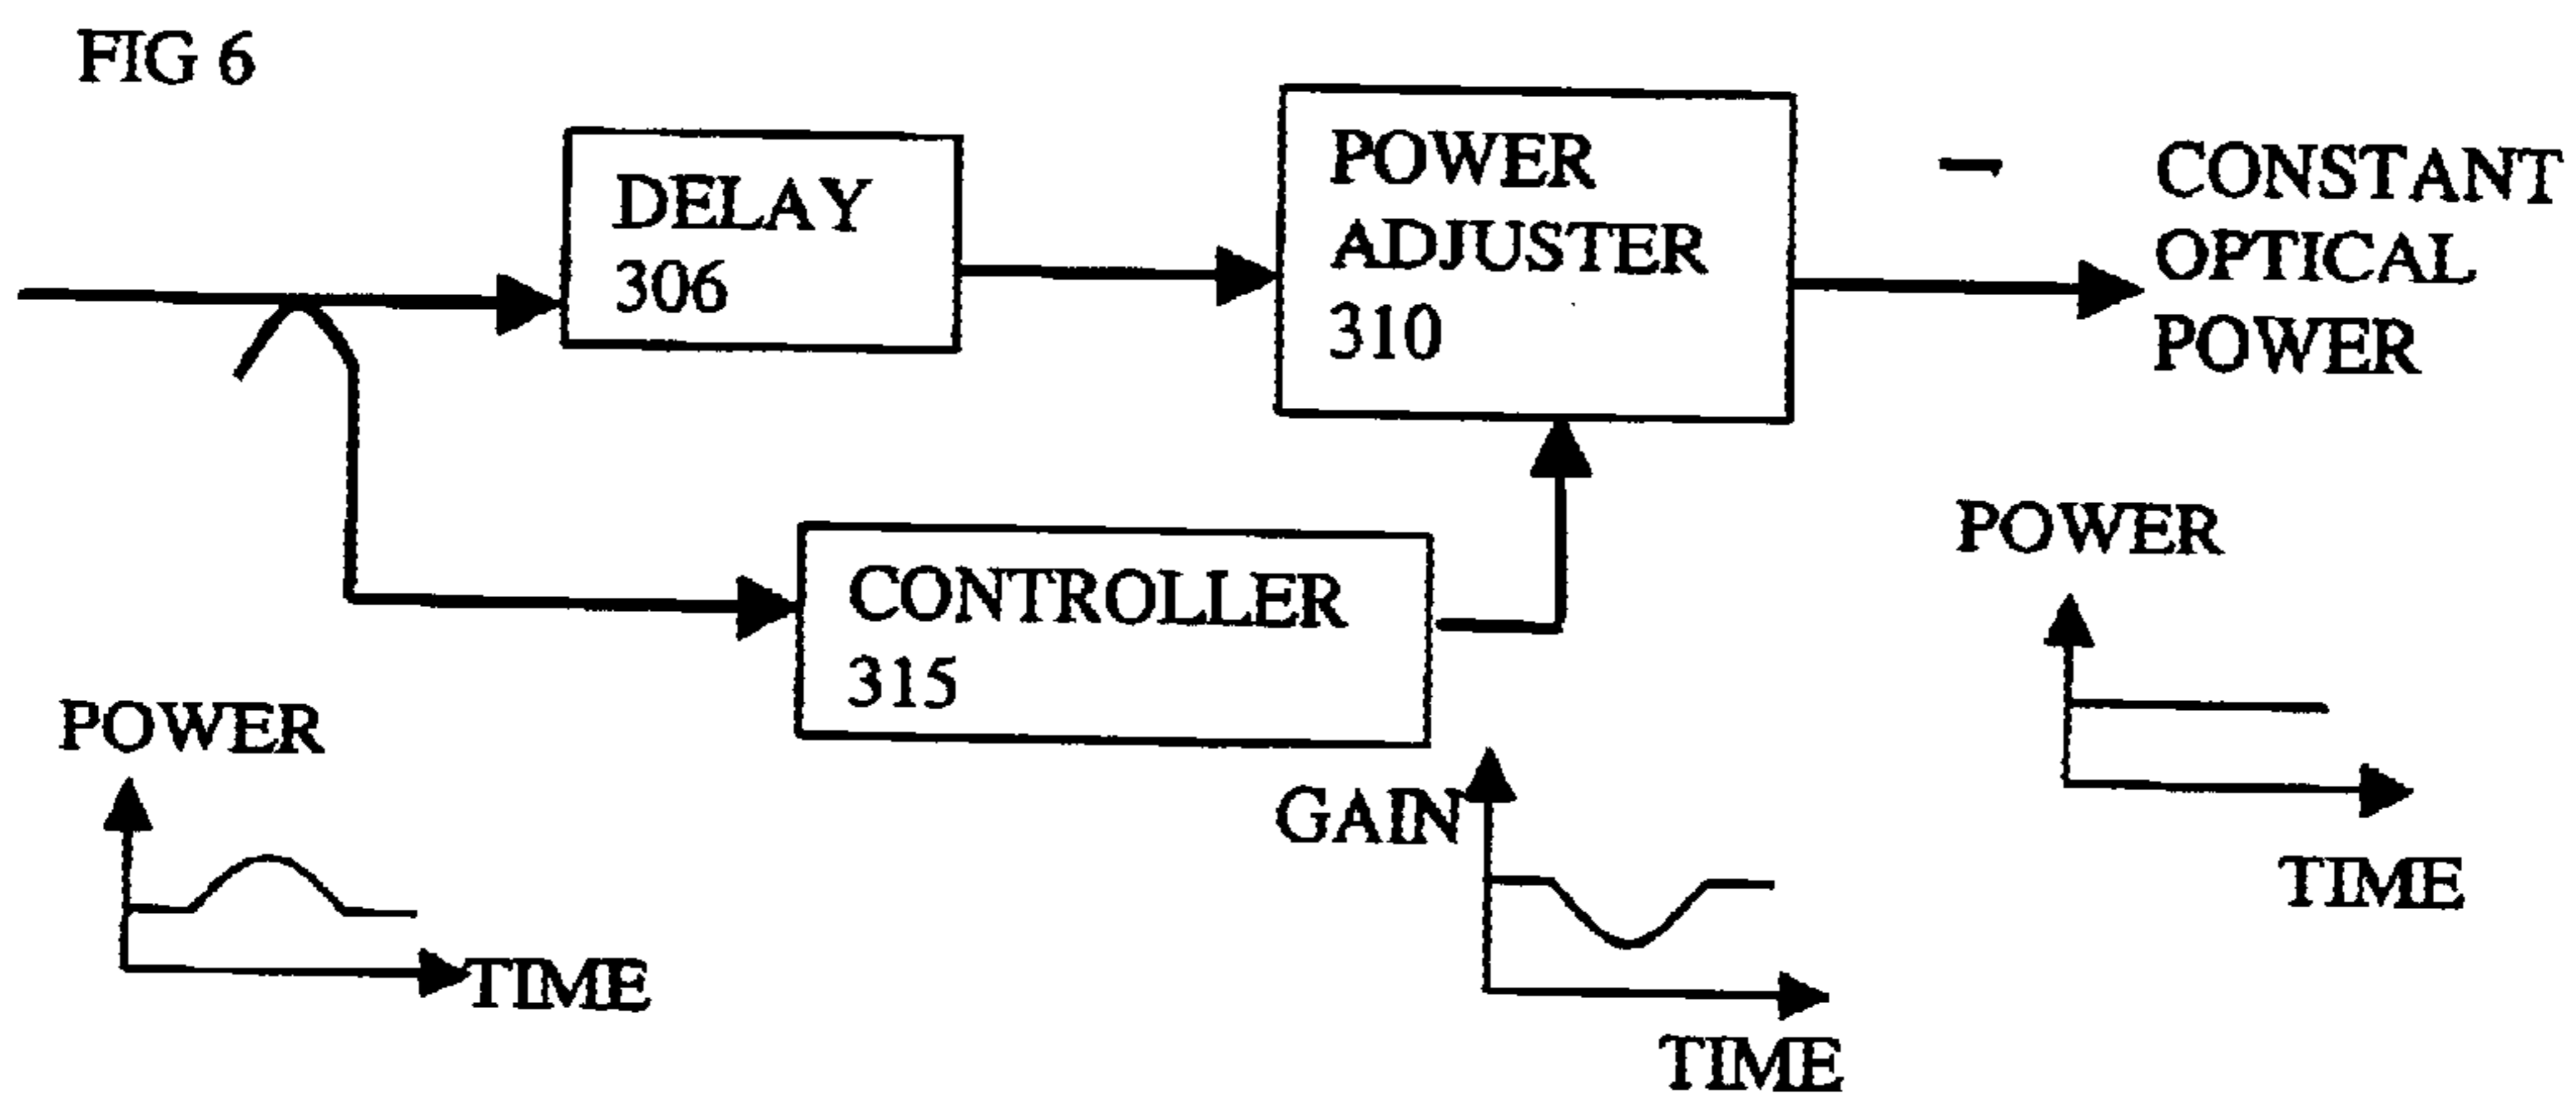 FIG 6
DELAY
306
POWER
ADJUSTER
310
CONSTANT
OPTICAL
POWER
CONTROLLER
315
POWER
TIME
GAIN
TIME
POWER
TIME